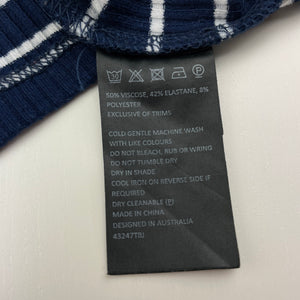 50% VISCOSE, 42% ELASTANE, 8%
POLYESTER
EXCLUSIVE OF TRIMS
COLD GENTLE MACHINE WASH
WITH LIKE COLOURS
DO NOT BLEACH, RUB OR WRING
DO NOT TUMBLE DRY
DRY IN SHADE
COOL IRON ON REVERSE SIDE IF
REQUIRED
DRY CLEANABLE (P)
MADE IN CHINA
DESIGNED IN AUSTRALIA
43247TBJ